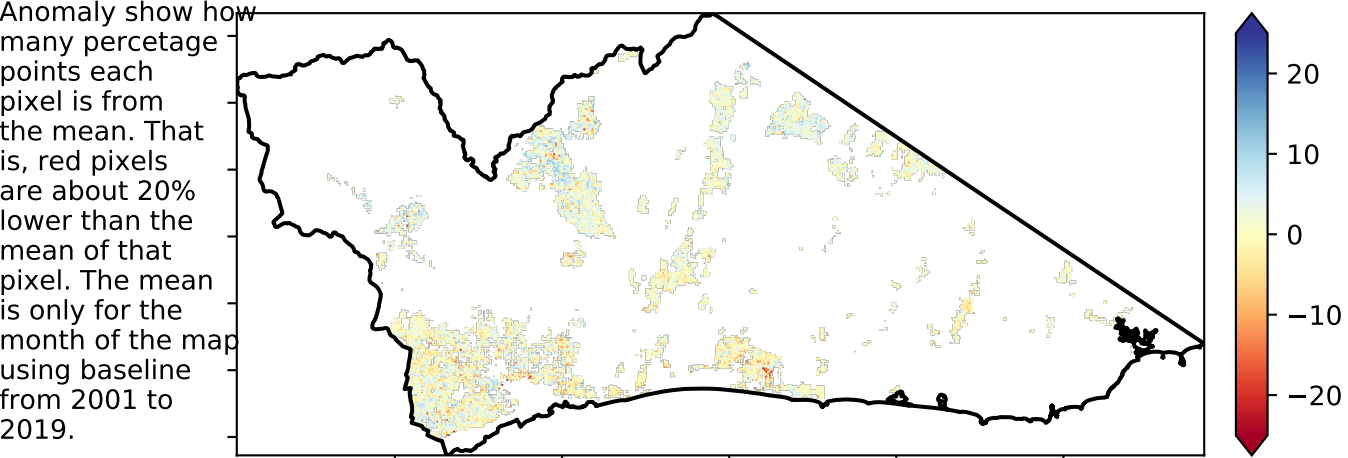 Anomaly show how
many percetage
points each
pixel is from
the mean. That
is, red pixels
are about 20%
lower than the
mean of that
pixel. The mean
is only for the
month of the map
using baseline
from 2001 to
2019.
20
10
0
−10
−20